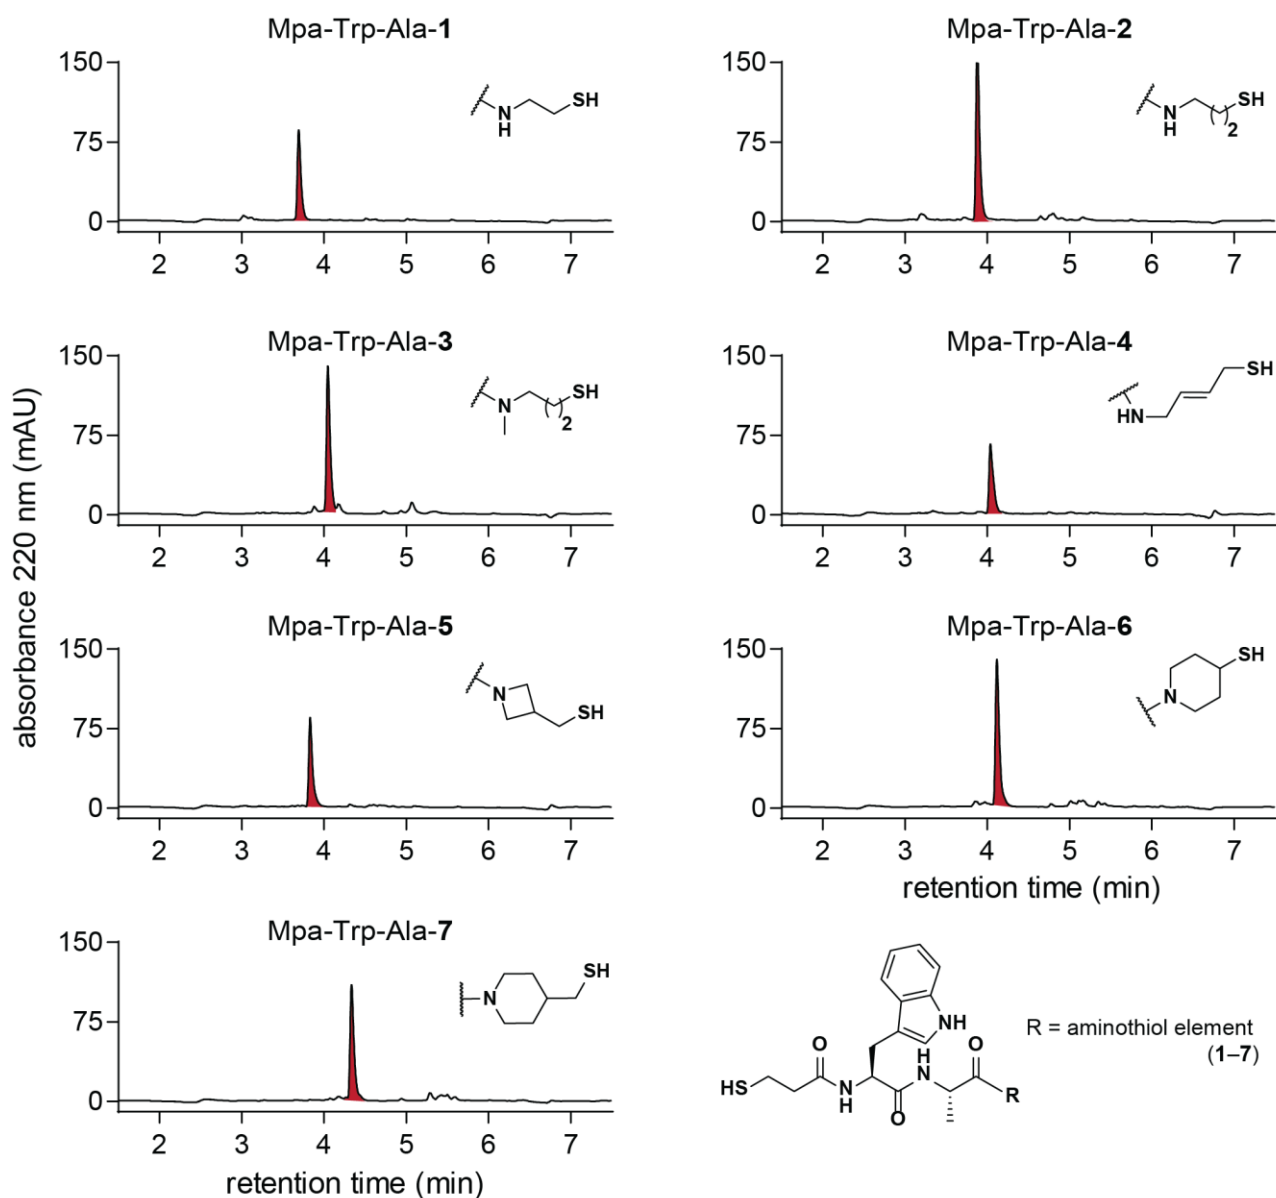 absorbance 220 nm (mAU)
Mpa-Trp-Ala-1
150
75
0
2 3 4 5 6 7
N
H
SH
Mpa-Trp-Ala-2
150
75
0
2 3 4 5 6 7
N
H
2
SH
Mpa-Trp-Ala-3
150
75
0
2 3 4 5 6 7
N
2
SH
Mpa-Trp-Ala-4
150
75
0
2 3 4 5 6 7
HN
SH
Mpa-Trp-Ala-5
150
75
0
2 3 4 5 6 7
N
SH
Mpa-Trp-Ala-6
150
75
0
2 3 4 5 6 7
retention time (min)
N
SH
Mpa-Trp-Ala-7
150
75
0
2 3 4 5 6 7
retention time (min)
N
SH
HS
O
N
H
NH
O
H
N
O
R
R = aminothiol element
(1–7)